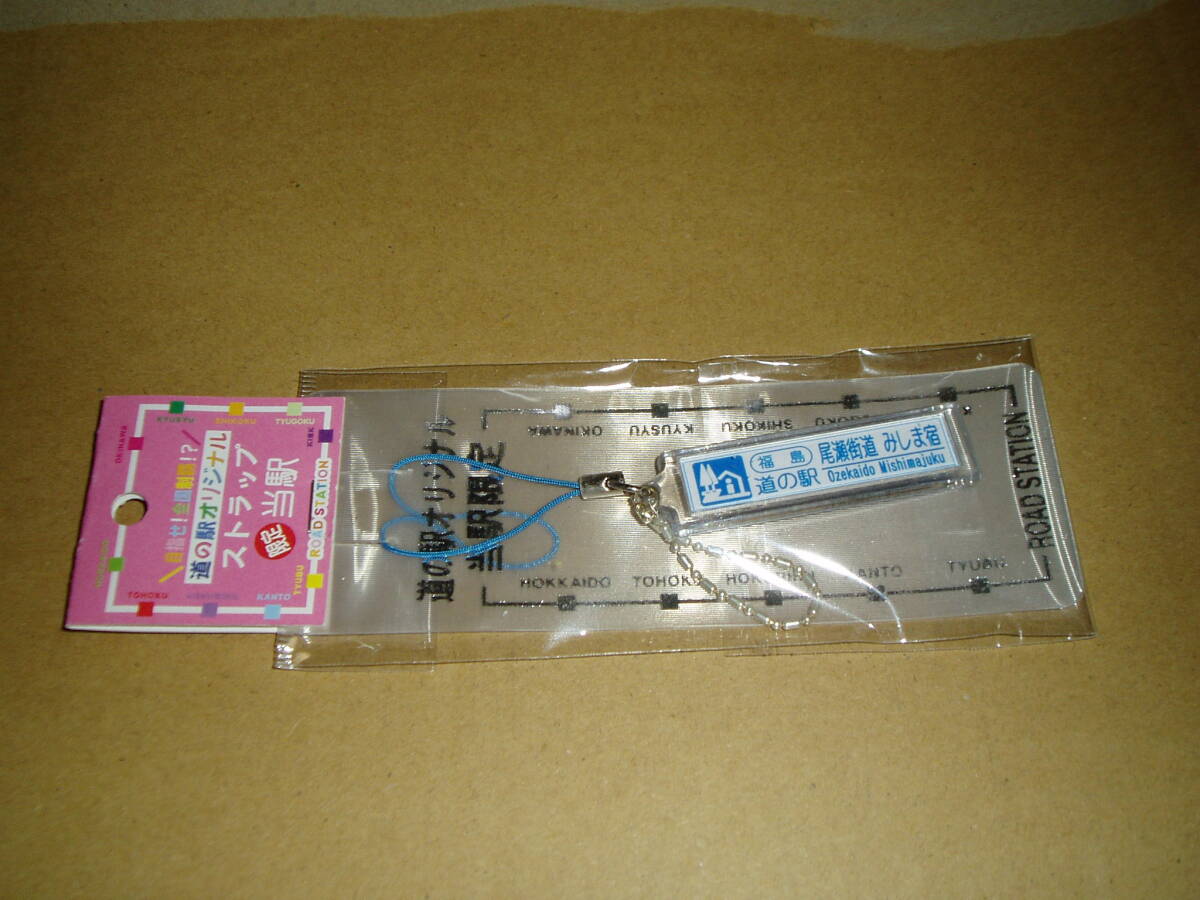 ＼目指せ!全国制覇!?／
道の駅オリジナル
ストラップ
限定 当駅
ROAD STATION
OKINAWA
KYUSYU
SHIKOKU
TYUGOKU
TOHOKU
KANTO
TYUBU
道の駅オリジナル
当駅限定
OKINAWA
KYUSYU
SHIKOKU
HOKKAIDO
TOHOKU
KANTO
TYUBU
ROAD STATION
福島 尾瀬街道 みしま宿
道の駅 Ozekaido Mishimajuku